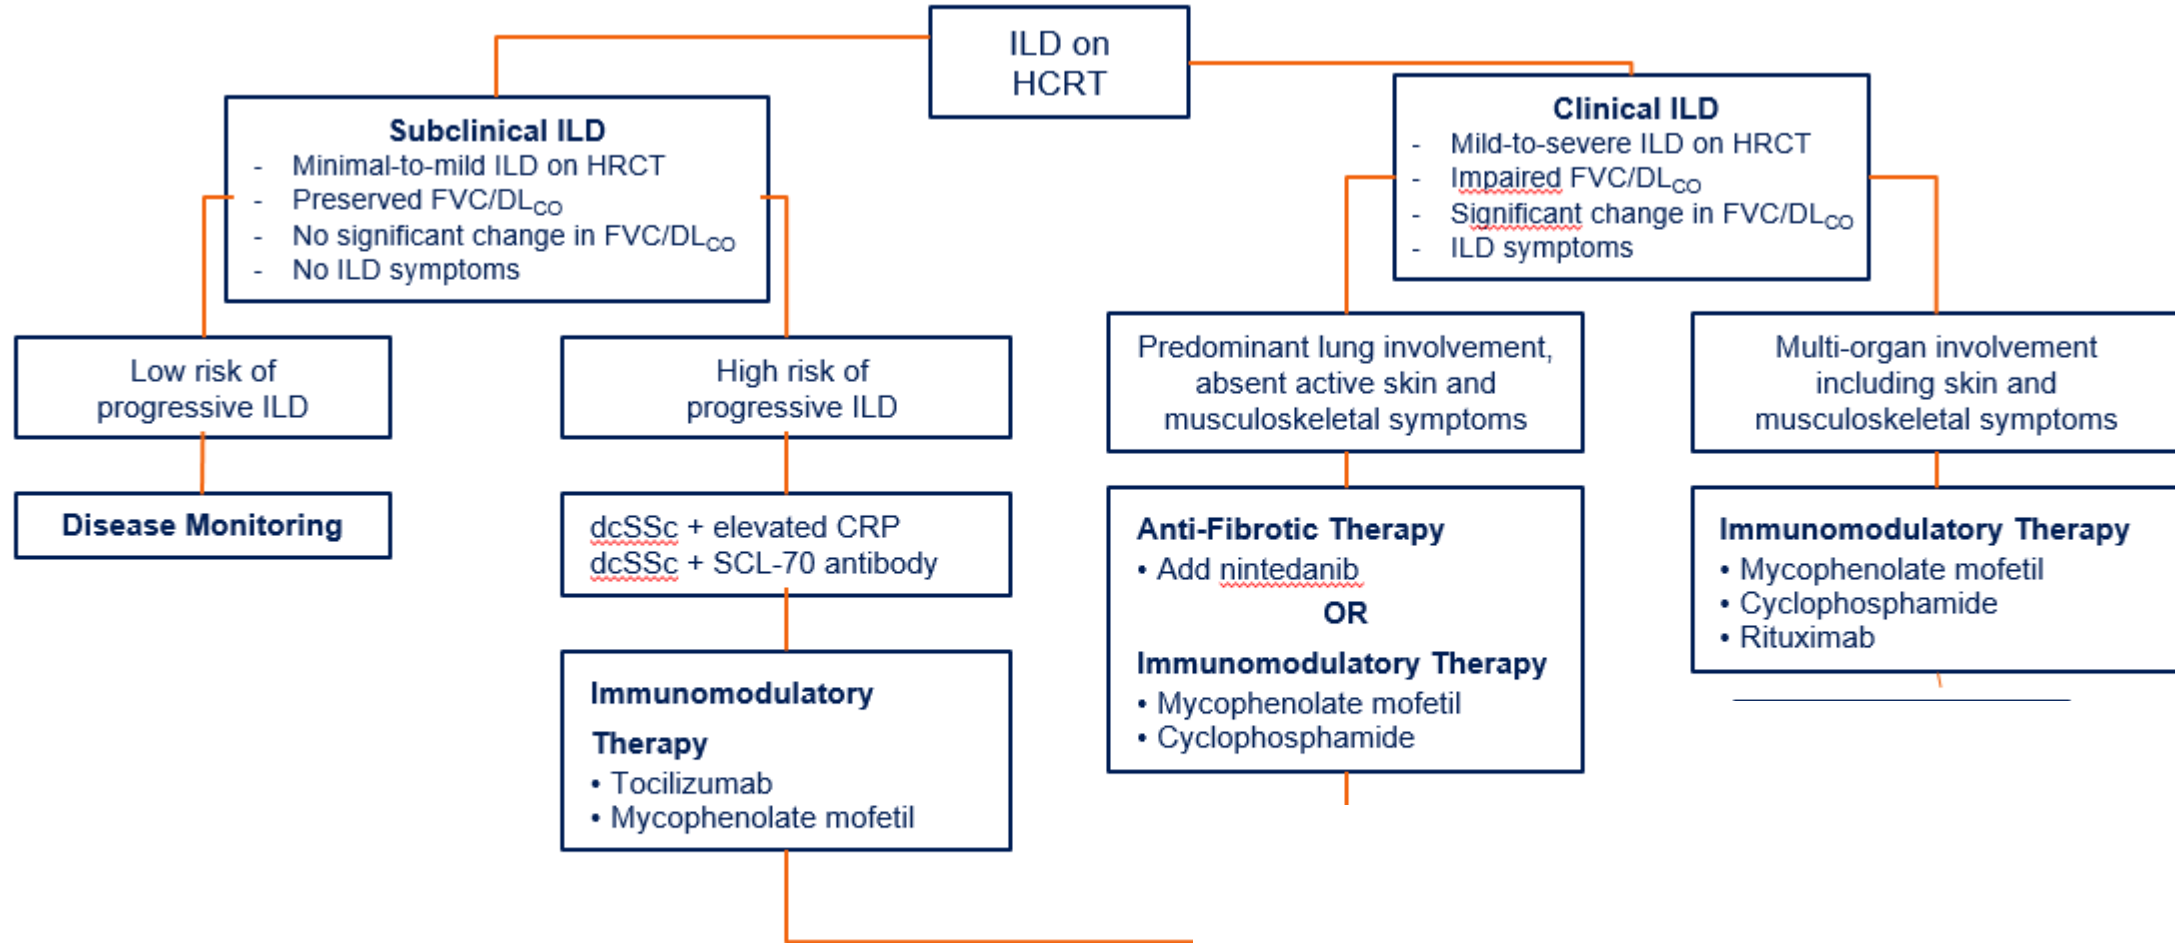 ILD on
HCRT
Subclinical ILD
- Minimal-to-mild ILD on HRCT
- Preserved FVC/DLCO
- No significant change in FVC/DLCO
- No ILD symptoms
Clinical ILD
- Mild-to-severe ILD on HRCT
- Impaired FVC/DLCO
- Significant change in FVC/DLCO
- ILD symptoms
Low risk of
progressive ILD
High risk of
progressive ILD
Predominant lung involvement,
absent active skin and
musculoskeletal symptoms
Multi-organ involvement
including skin and
musculoskeletal symptoms
Disease Monitoring
dcSSc + elevated CRP
dcSSc + SCL-70 antibody
Immunomodulatory
Therapy
• Tocilizumab
• Mycophenolate mofetil
Anti-Fibrotic Therapy
• Add nintedanib
OR
Immunomodulatory Therapy
• Mycophenolate mofetil
• Cyclophosphamide
Immunomodulatory Therapy
• Mycophenolate mofetil
• Cyclophosphamide
• Rituximab